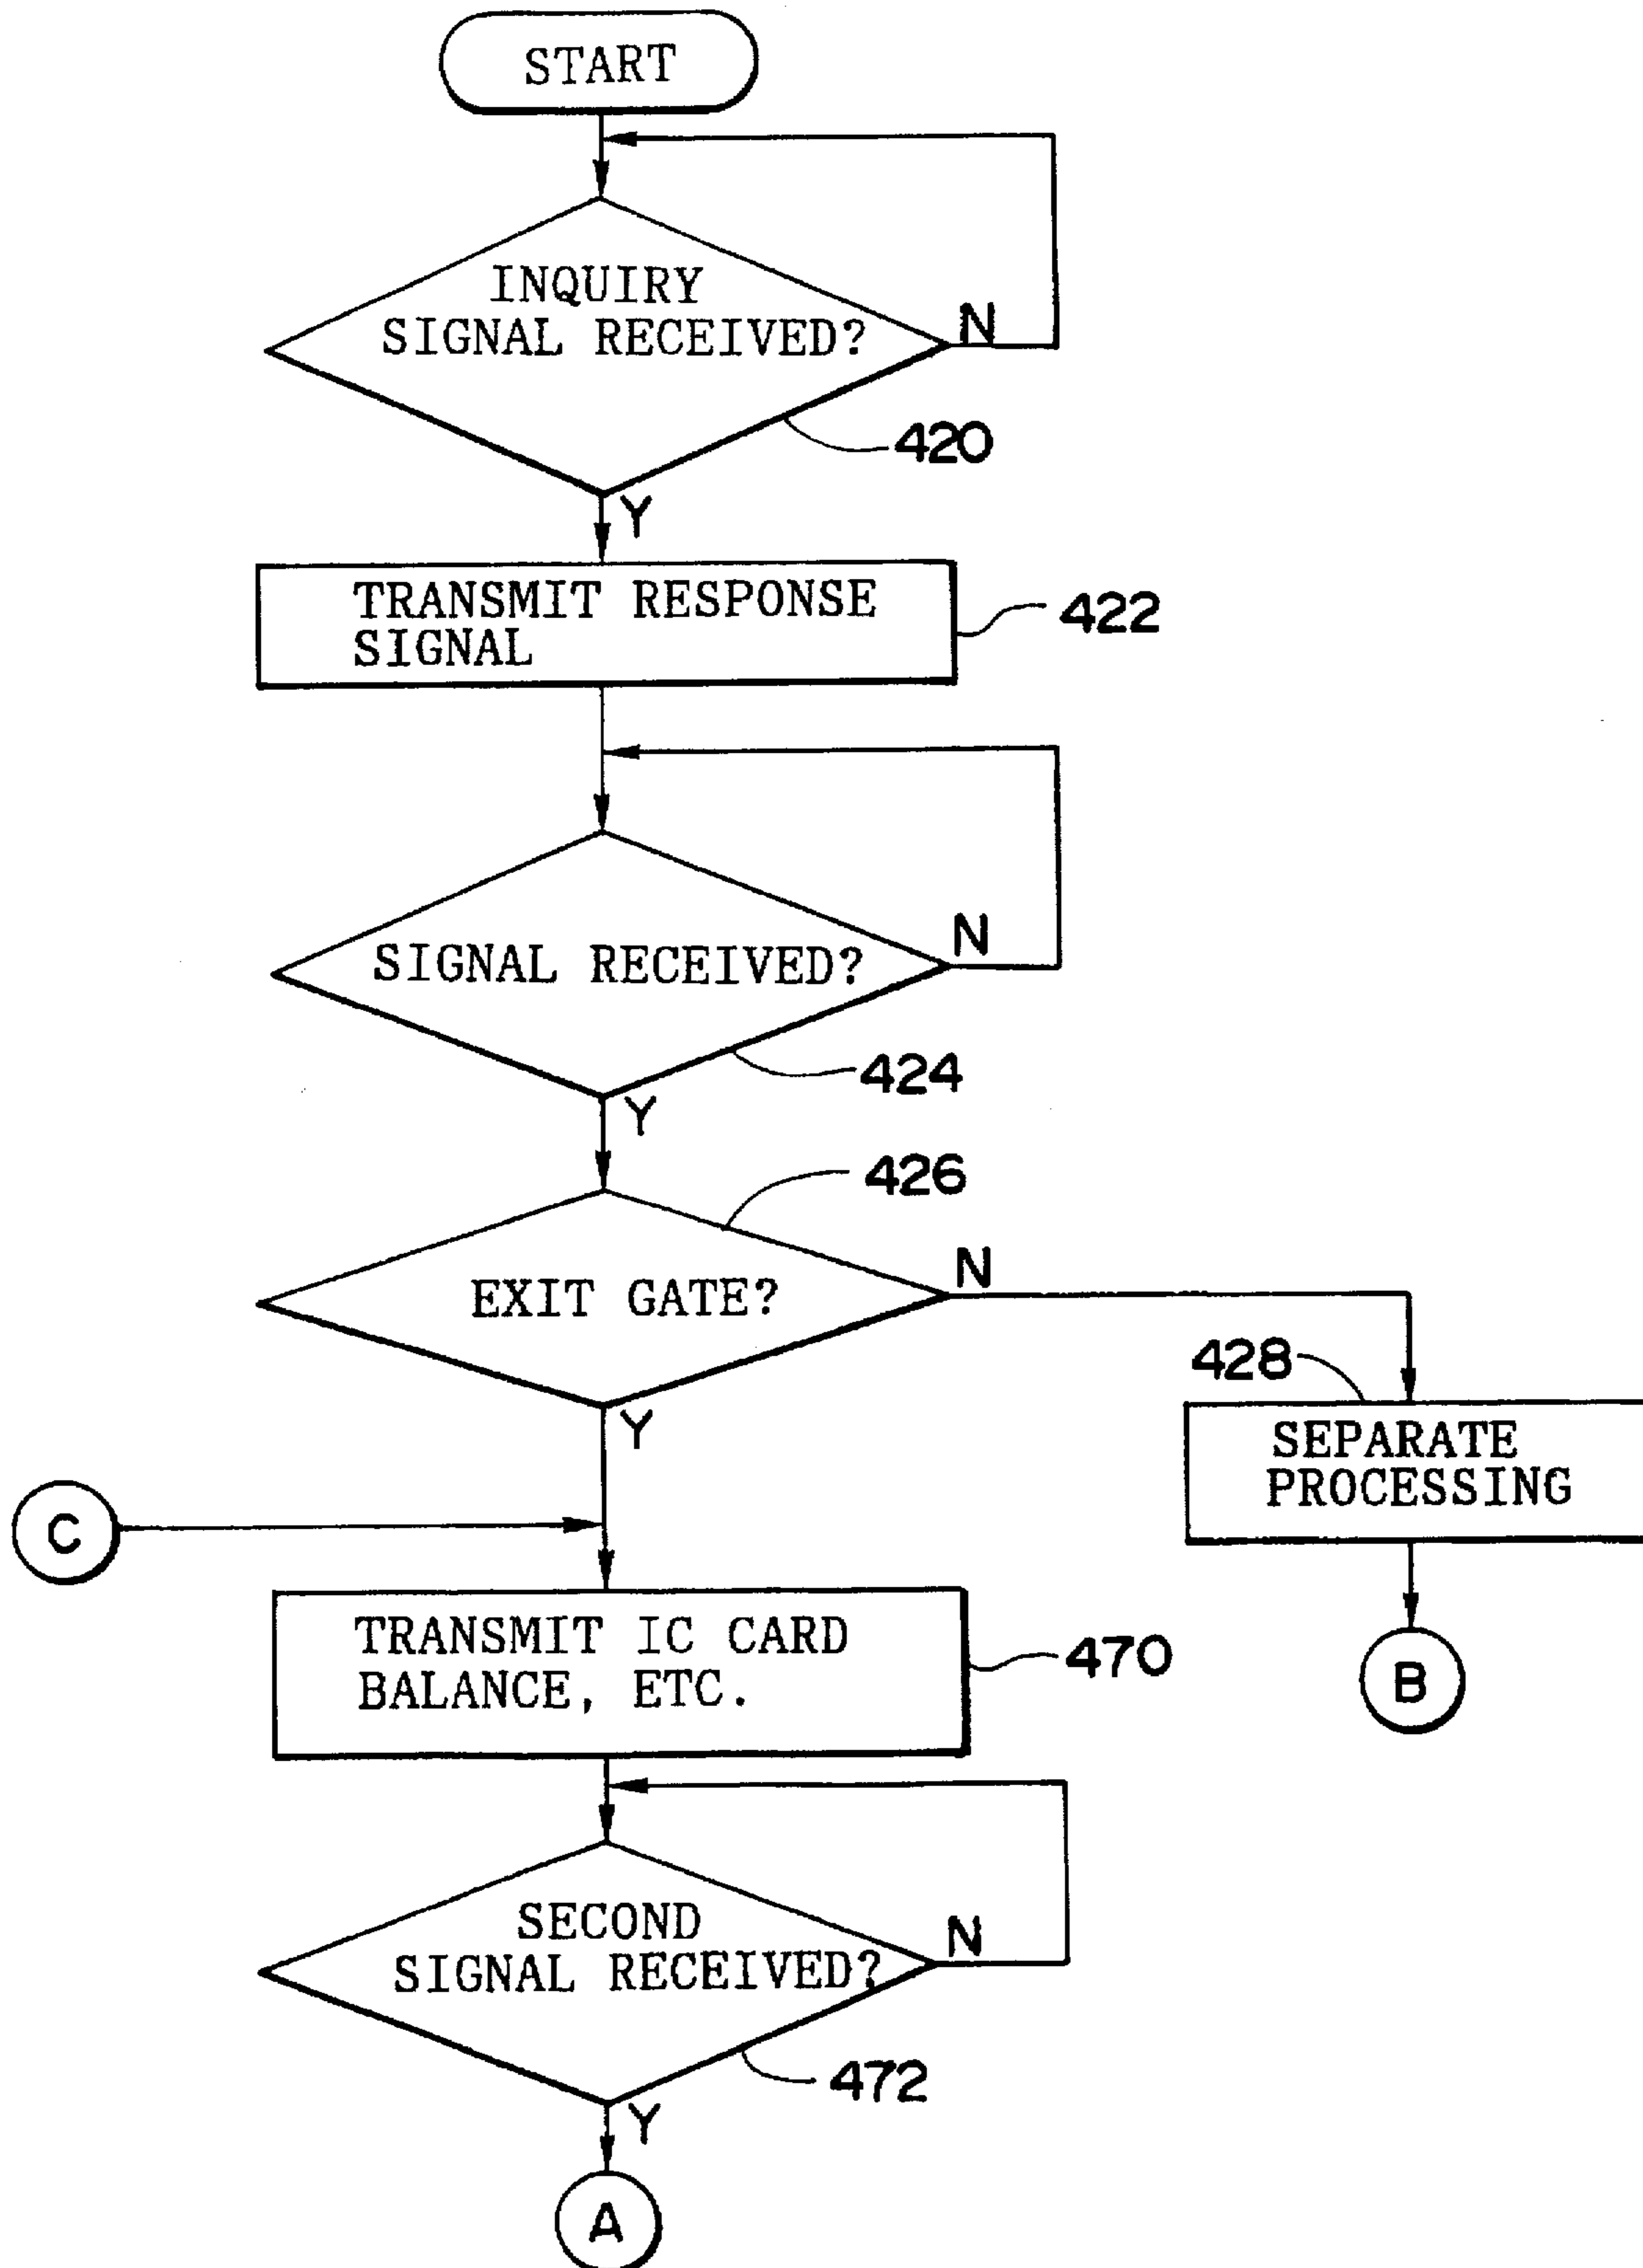 START
INQUIRY
SIGNAL RECEIVED?
N
420
Y
TRANSMIT RESPONSE
SIGNAL
422
SIGNAL RECEIVED?
N
424
Y
426
EXIT GATE?
N
Y
428
SEPARATE
PROCESSING
C
TRANSMIT IC CARD
BALANCE, ETC.
470
B
SECOND
SIGNAL RECEIVED?
N
472
Y
A